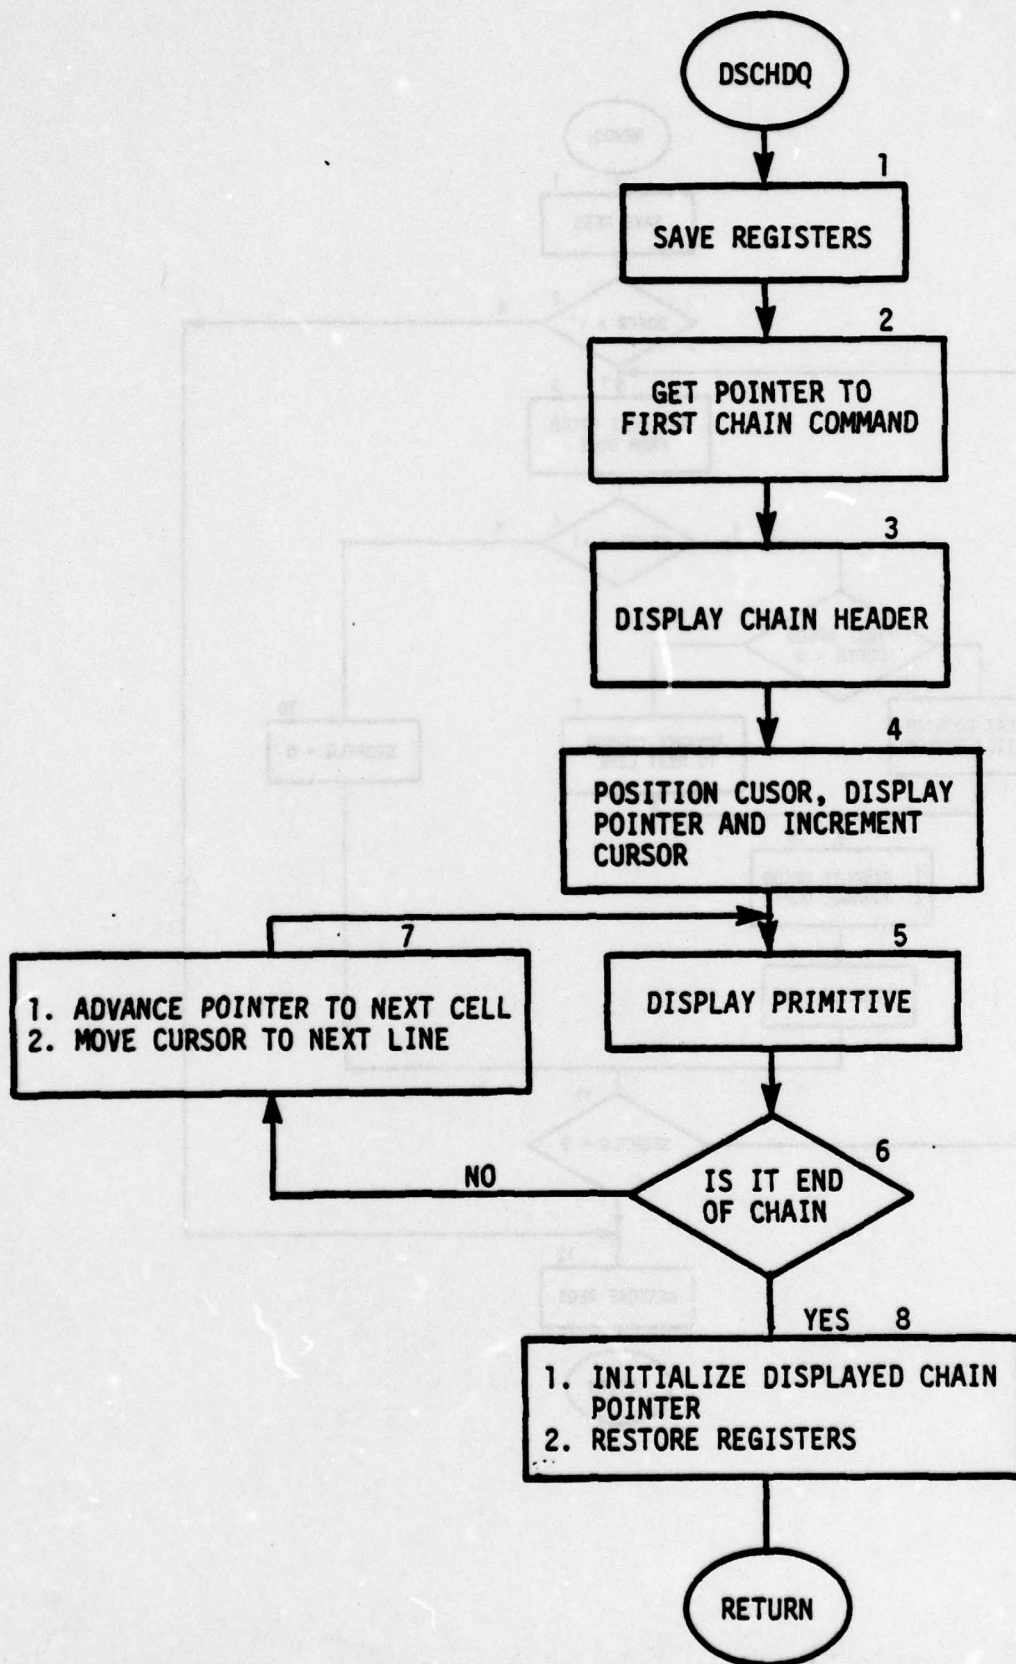 DSCHDQ
1
SAVE REGISTERS
2
GET POINTER TO
FIRST CHAIN COMMAND
3
DISPLAY CHAIN HEADER
4
POSITION CUSOR, DISPLAY
POINTER AND INCREMENT
CURSOR
5
DISPLAY PRIMITIVE
6
IS IT END
OF CHAIN
NO
7
1. ADVANCE POINTER TO NEXT CELL
2. MOVE CURSOR TO NEXT LINE
YES 8
1. INITIALIZE DISPLAYED CHAIN
POINTER
2. RESTORE REGISTERS
RETURN